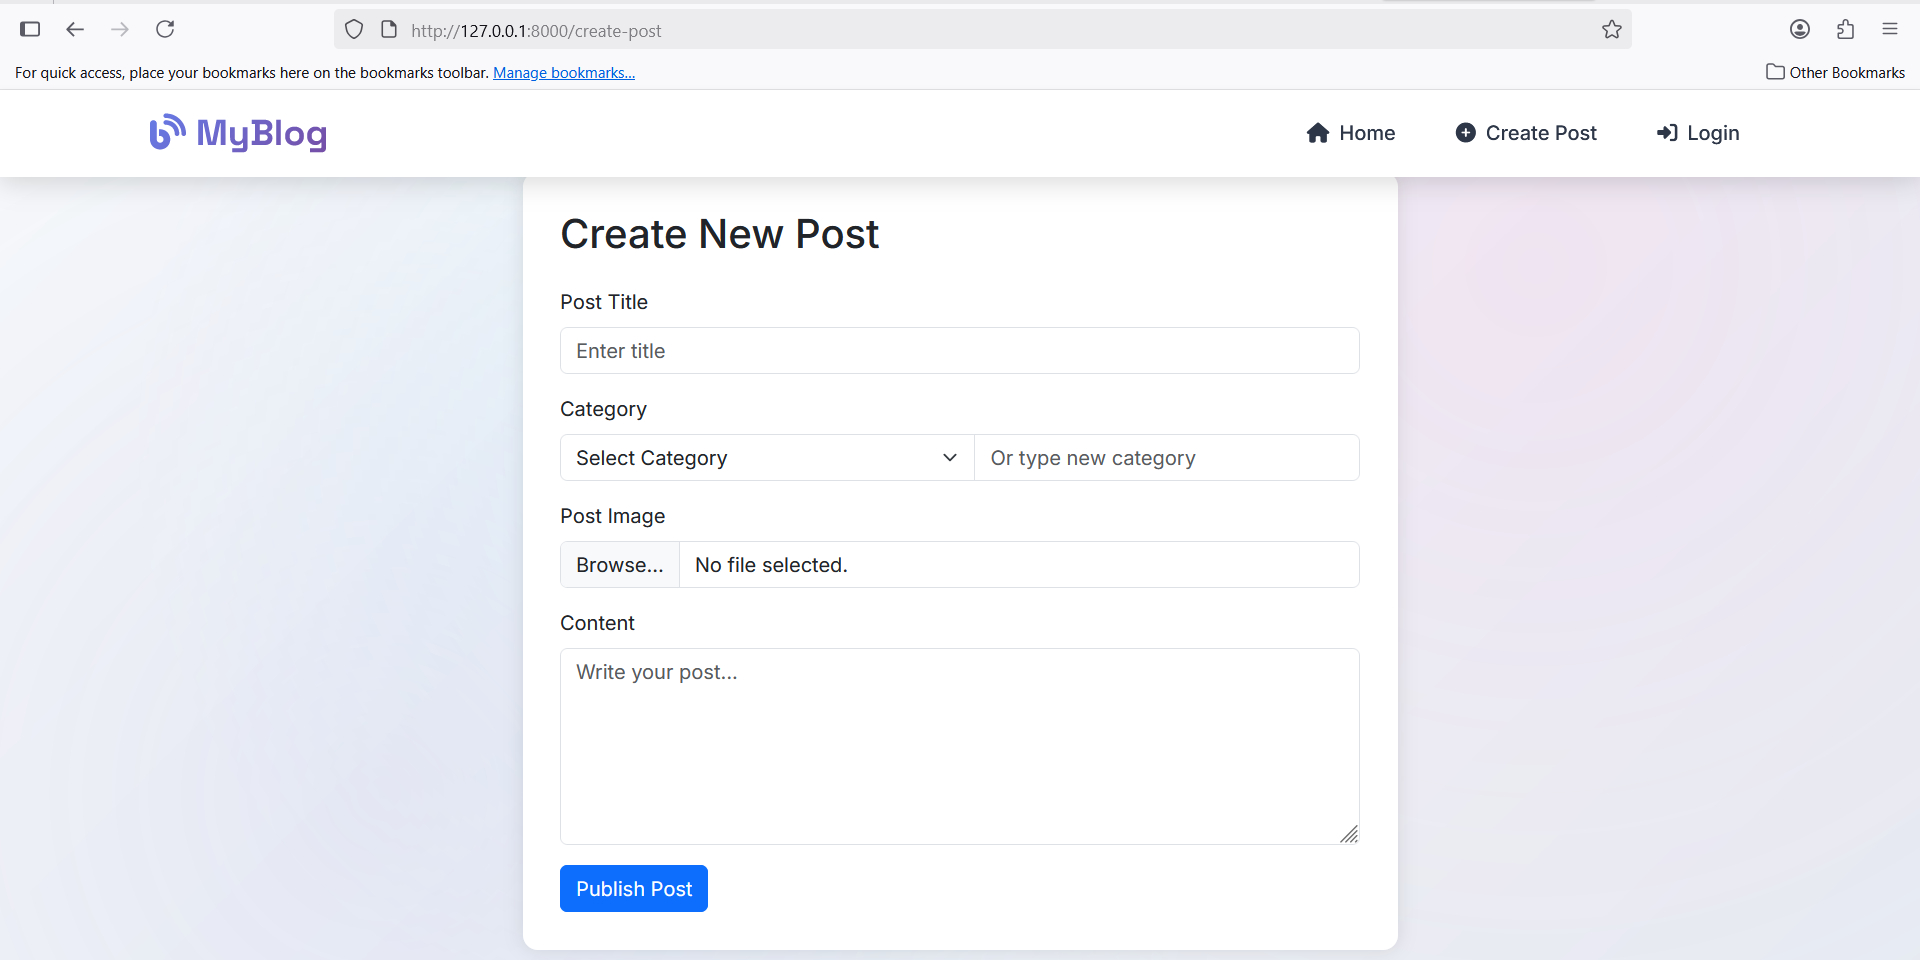 http://127.0.0.1:8000/create-post
For quick access, place your bookmarks here on the bookmarks toolbar. Manage bookmarks...
Other Bookmarks
MyBlog
Home
Create Post
Login
Create New Post
Post Title
Enter title
Category
Select Category
Or type new category
Post Image
Browse...
No file selected.
Content
Write your post...
Publish Post